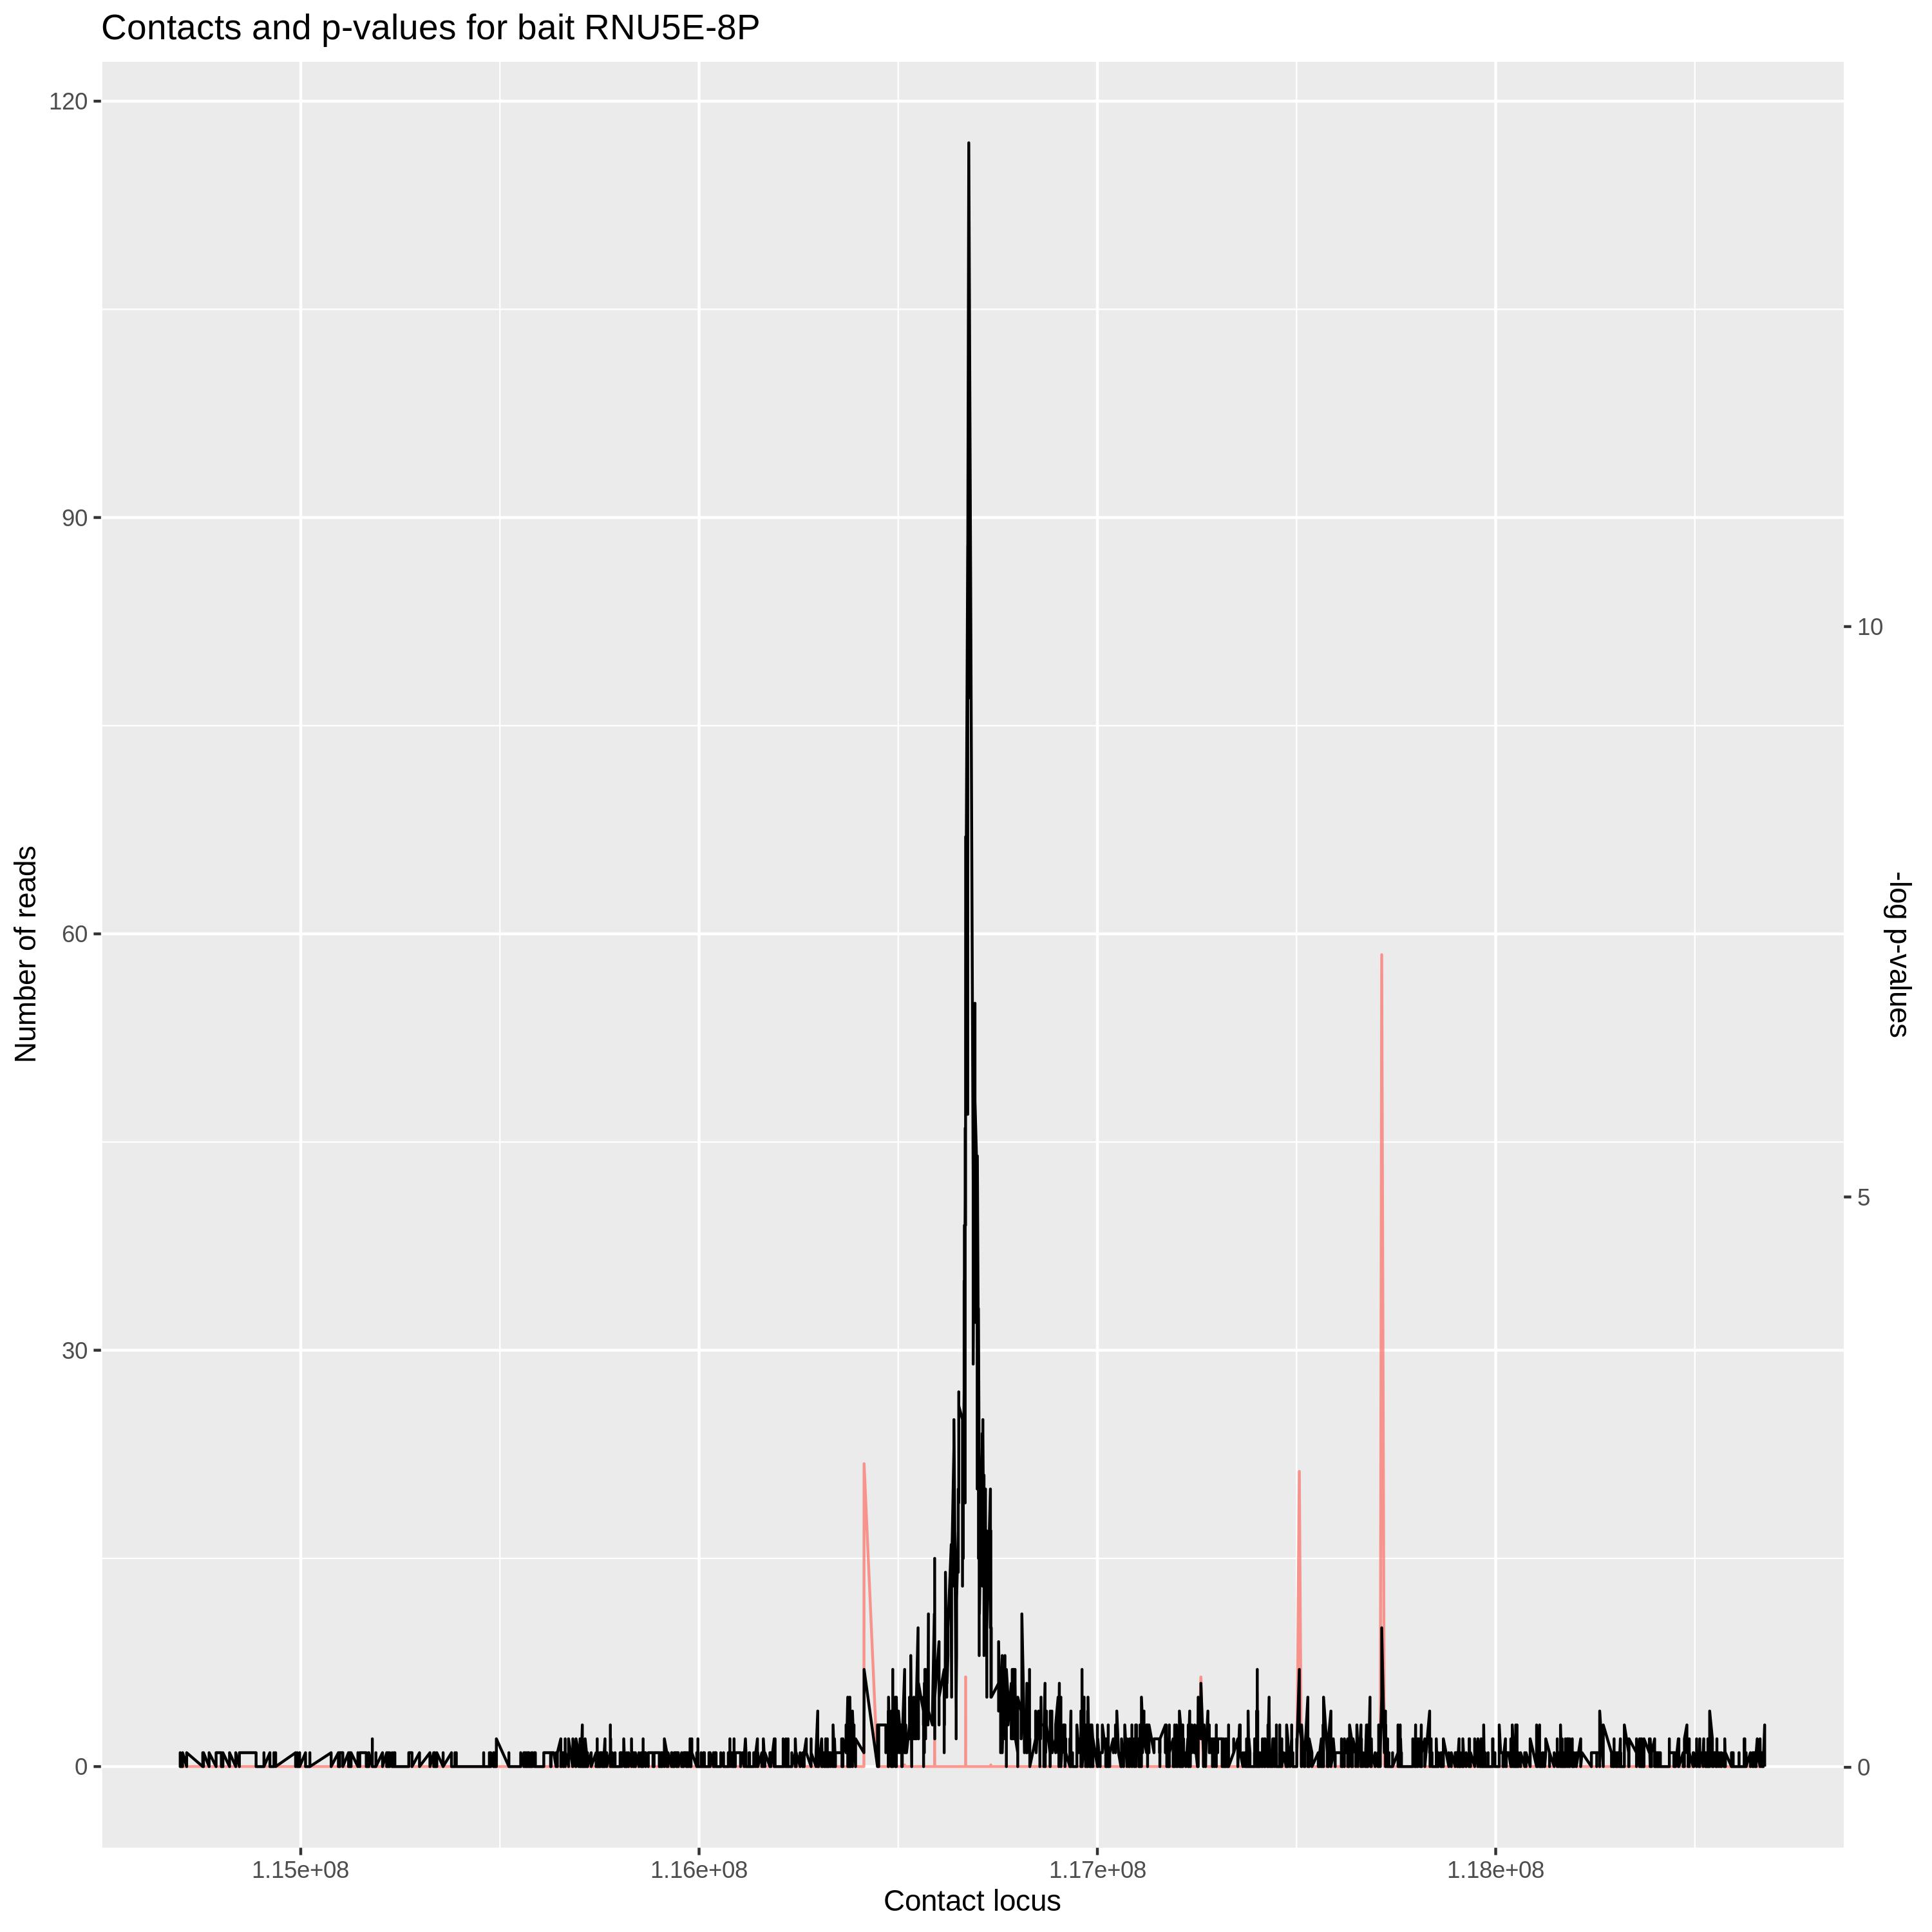 Contacts and p-values for bait RNU5E-8P
120
90
60
30
0
Number of reads
10
5
0
-log p-values
1.15e+08
1.16e+08
1.17e+08
1.18e+08
Contact locus